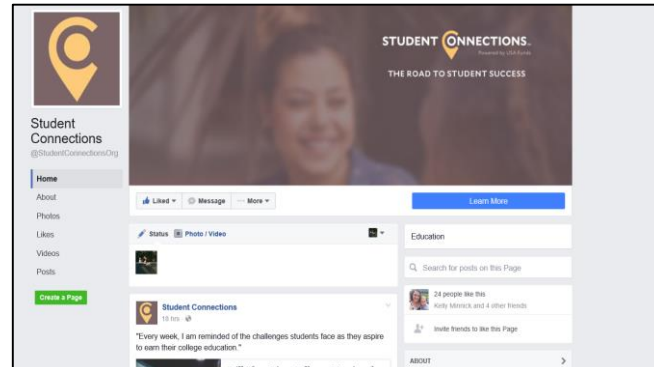 STUDENT CONNECTIONS
Powered by USA Funds
THE ROAD TO STUDENT SUCCESS
Student
Connections
@StudentConnectionsOrg
Home
About
Photos
Likes
Videos
Posts
Create a Page
Liked
Message
More
Learn More
Status
Photo / Video
Student Connections
18 hrs
"Every week, I am reminded of the challenges students face as they aspire
to earn their college education."
Education
Search for posts on this Page
24 people like this
Kelly Minnick and 4 other friends
Invite friends to like this Page
ABOUT